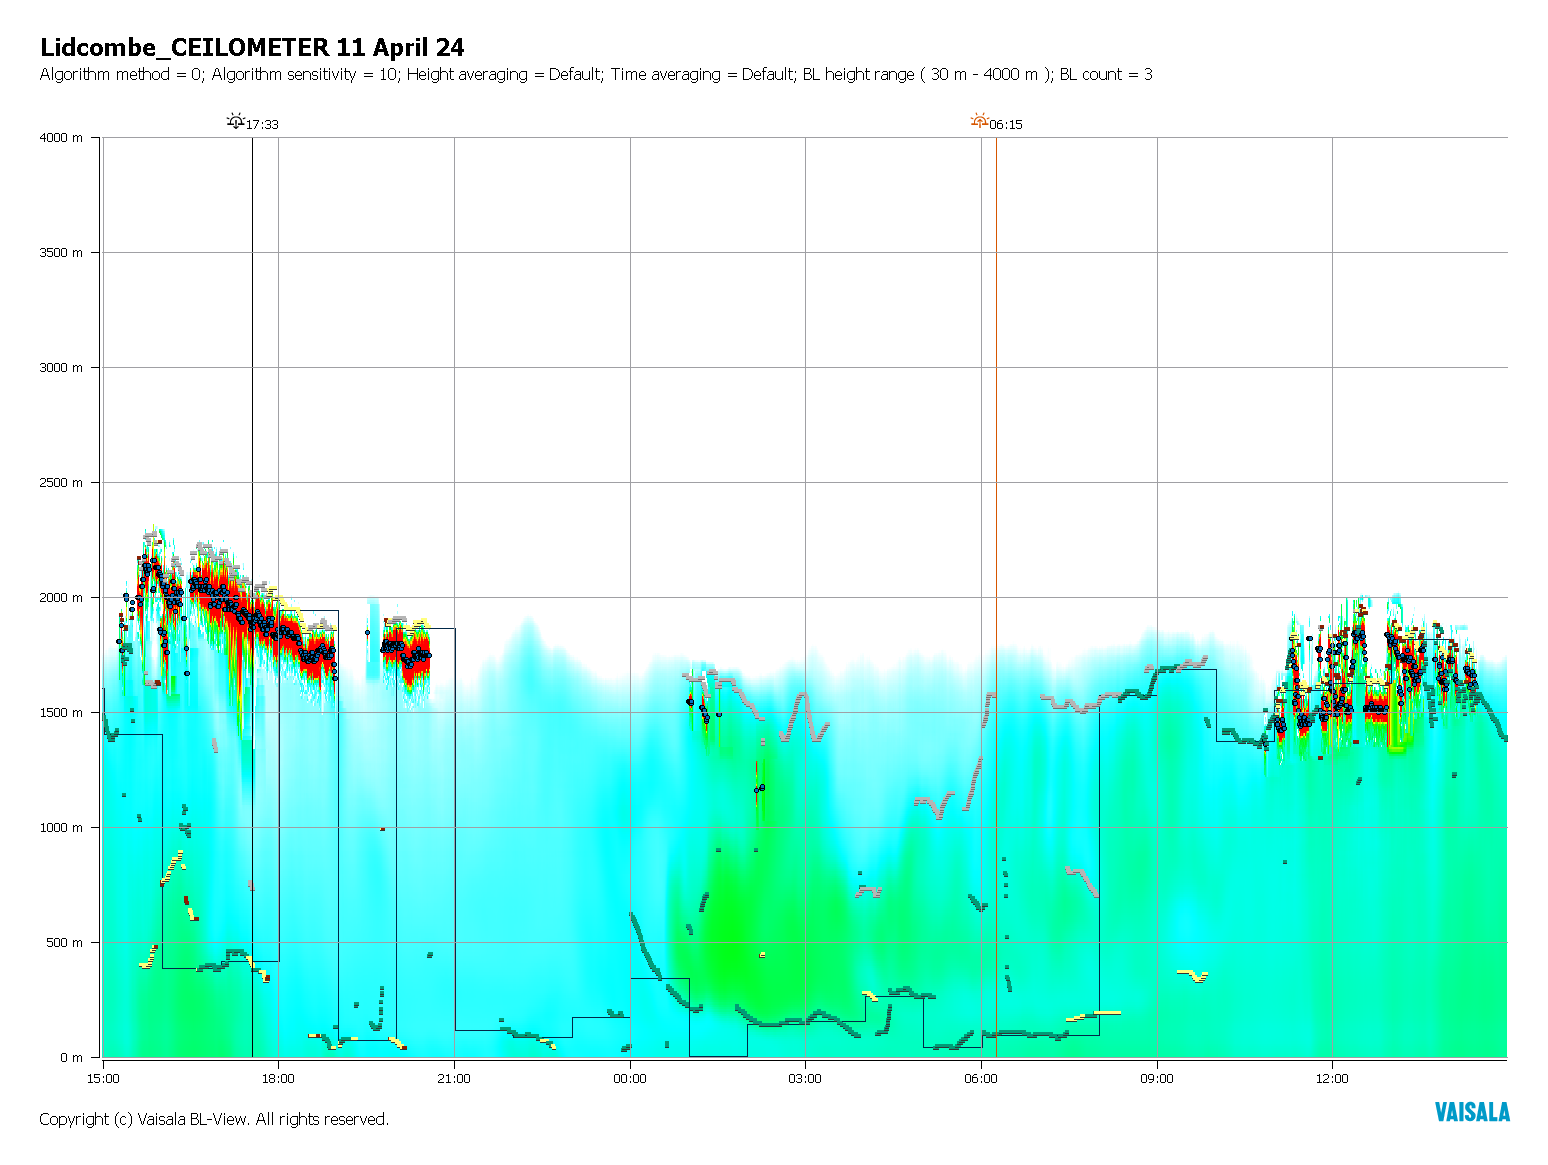 Lidcombe_CEILOMETER 11 April 24
Algorithm method = 0; Algorithm sensitivity = 10; Height averaging = Default; Time averaging = Default; BL height range ( 30 m - 4000 m ); BL count = 3
17:33 06:15
4000 m
3500 m
3000 m
2500 m
2000 m
1500 m
1000 m
500 m
0 m
15:00 18:00 21:00 00:00 03:00 06:00 09:00 12:00
Copyright (c) Vaisala BL-View. All rights reserved.
VAISALA